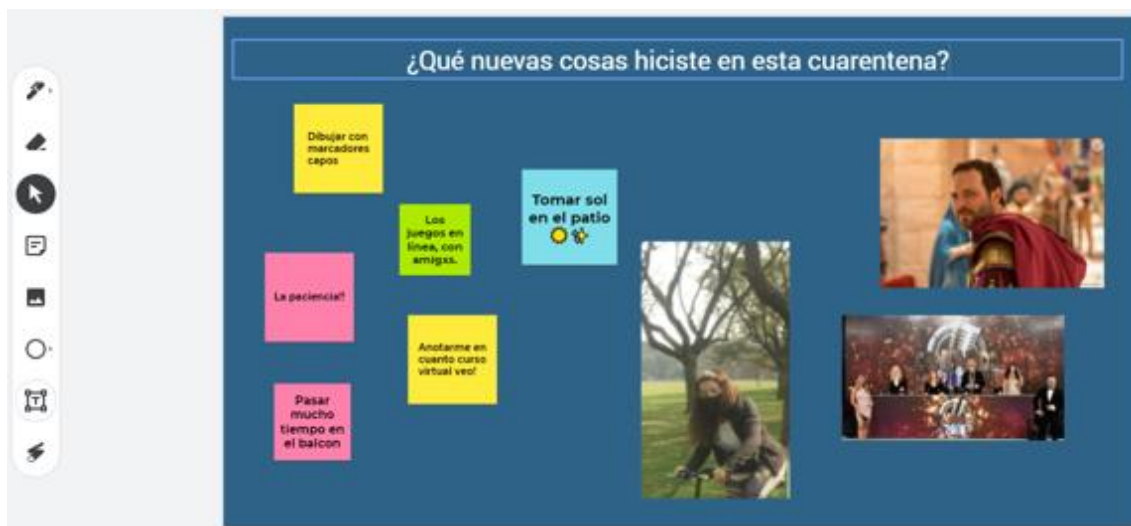 ¿Qué nuevas cosas hiciste en esta cuarentena?
Dibujar con
marcadores
capos
Los
juegos en
línea, con
amigxs.
Tomar sol
en el patio
La paciencia!!
Anotarme en
cuanto curso
virtual veo!
Pasar
mucho
tiempo en
el balcon